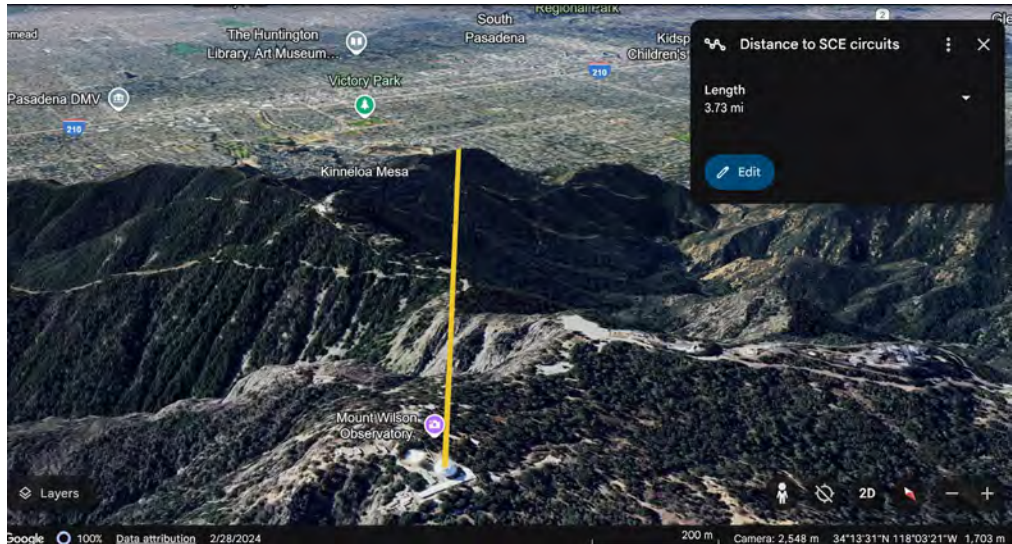 Regional Park
South
Pasadena
2
Gle
emead
The Huntington
Library, Art Museum...
Kidsp
Children's
210
Distance to SCE circuits
Victory Park
Length
3.73 mi
Pasadena DMV
210
Kinneloa Mesa
Edit
Mount Wilson
Observatory
Layers
2D
Google
100%
Data attribution
2/28/2024
200 m
Camera: 2,548 m
34°13'31"N 118°03'21"W
1,703 m